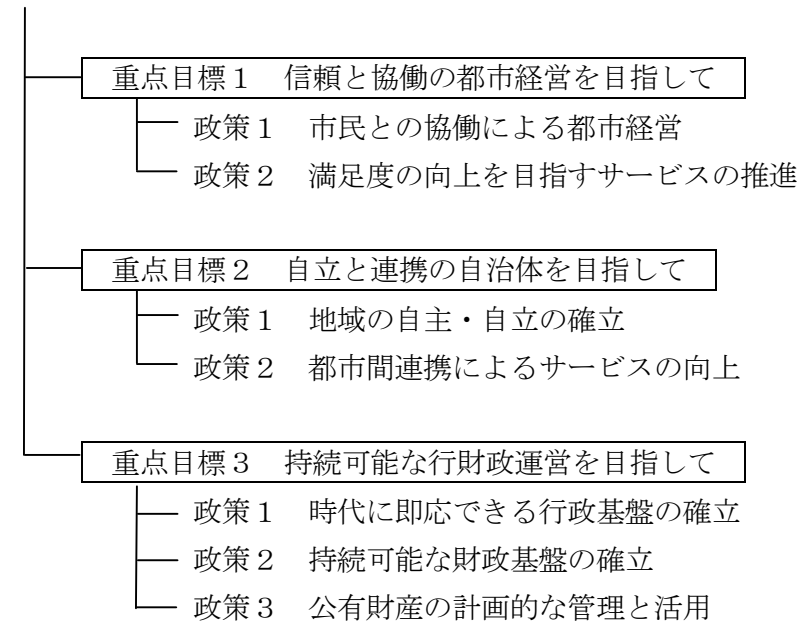 重点目標１　信頼と協働の都市経営を目指して
政策１　市民との協働による都市経営
政策２　満足度の向上を目指すサービスの推進
重点目標２　自立と連携の自治体を目指して
政策１　地域の自主・自立の確立
政策２　都市間連携によるサービスの向上
重点目標３　持続可能な行財政運営を目指して
政策１　時代に即応できる行政基盤の確立
政策２　持続可能な財政基盤の確立
政策３　公有財産の計画的な管理と活用